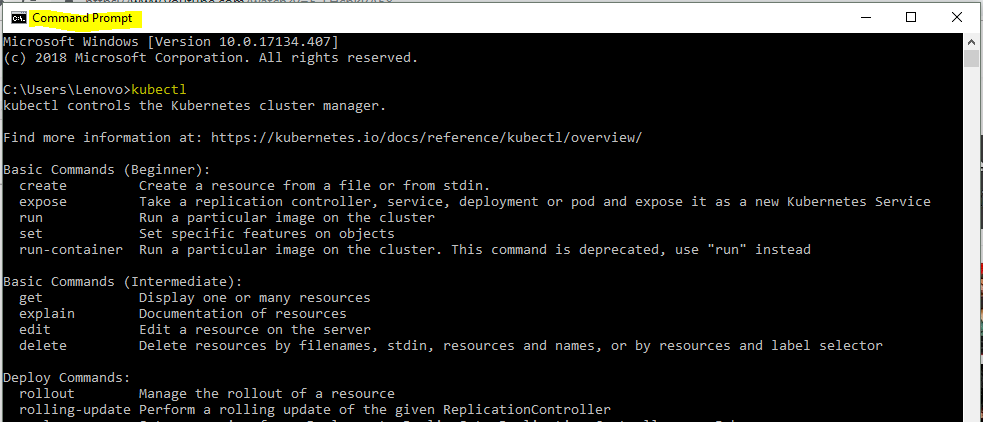 Command Prompt
Microsoft Windows [Version 10.0.17134.407]
(c) 2018 Microsoft Corporation. All rights reserved.
C:\Users\Lenovo>kubectl
kubectl controls the Kubernetes cluster manager.
Find more information at: https://kubernetes.io/docs/reference/kubectl/overview/
Basic Commands (Beginner):
create Create a resource from a file or from stdin.
expose Take a replication controller, service, deployment or pod and expose it as a new Kubernetes Service
run Run a particular image on the cluster
set Set specific features on objects
run-container Run a particular image on the cluster. This command is deprecated, use "run" instead
Basic Commands (Intermediate):
get Display one or many resources
explain Documentation of resources
edit Edit a resource on the server
delete Delete resources by filenames, stdin, resources and names, or by resources and label selector
Deploy Commands:
rollout Manage the rollout of a resource
rolling-update Perform a rolling update of the given ReplicationController